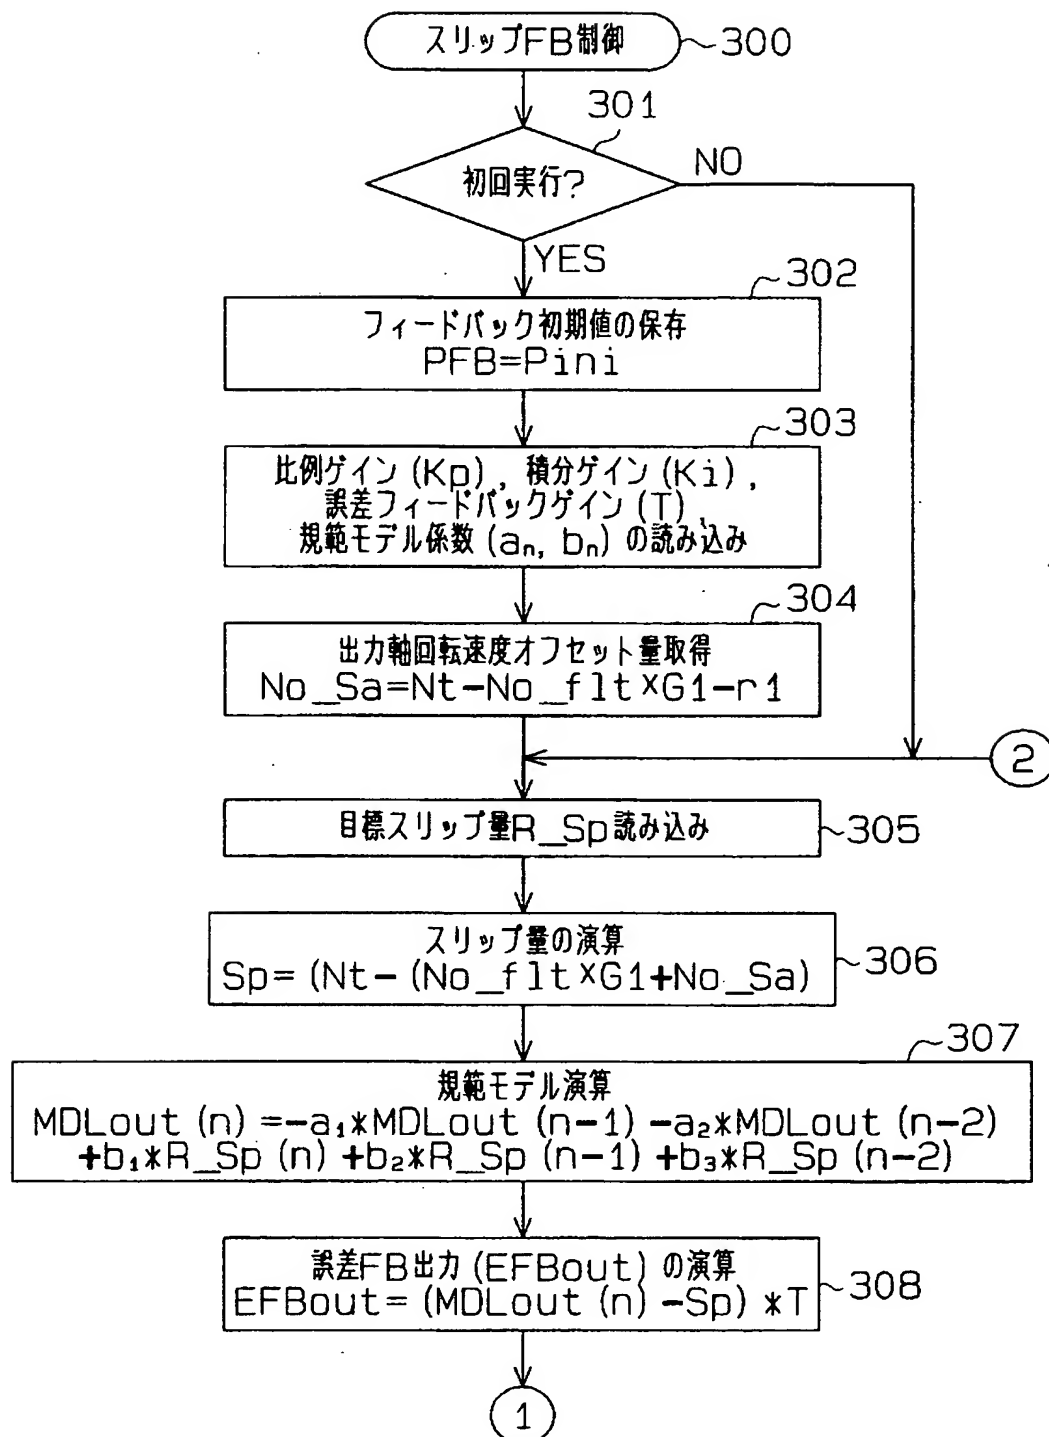 スリップFB制御
300
301
初回実行?
NO
YES
302
フィードバック初期値の保存
PFB=Pini
303
比例ゲイン(Kp), 積分ゲイン(Ki),
誤差フィードバックゲイン(T),
規範モデル係数(aₙ, bₙ)の読み込み
304
出力軸回転速度オフセット量取得
No_Sa=Nt-No_flt×G1-r1
2
目標スリップ量R_Sp読み込み
305
スリップ量の演算
Sp=(Nt-(No_flt×G1+No_Sa)
306
307
規範モデル演算
MDLout(n)=-a₁*MDLout(n-1)-a₂*MDLout(n-2)
+b₁*R_Sp(n)+b₂*R_Sp(n-1)+b₃*R_Sp(n-2)
誤差FB出力(EFBout)の演算
EFBout=(MDLout(n)-Sp)*T
308
1